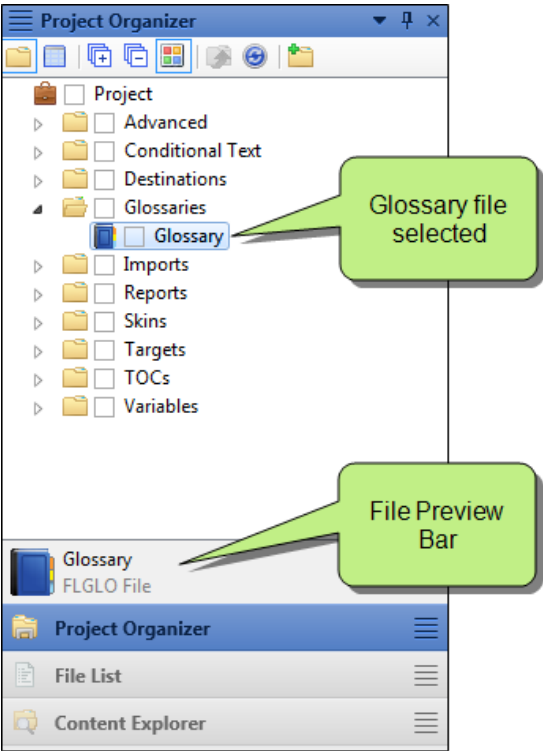 Project Organizer
Project
Advanced
Conditional Text
Destinations
Glossaries
Glossary
Imports
Reports
Skins
Targets
TOCs
Variables
Glossary file
selected
File Preview
Bar
Glossary
FLGLO File
Project Organizer
File List
Content Explorer